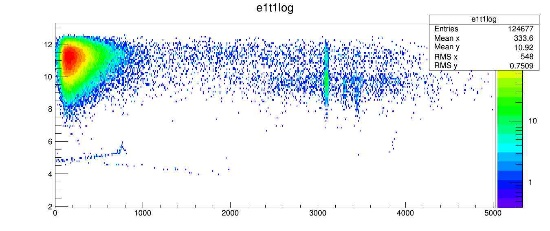 e1t1log
e1t1log
Entries 124677
Mean x 333.6
Mean y 10.92
RMS x 548
RMS y 0.7509
12
10
8
6
4
2
0 1000 2000 3000 4000 5000
10
1